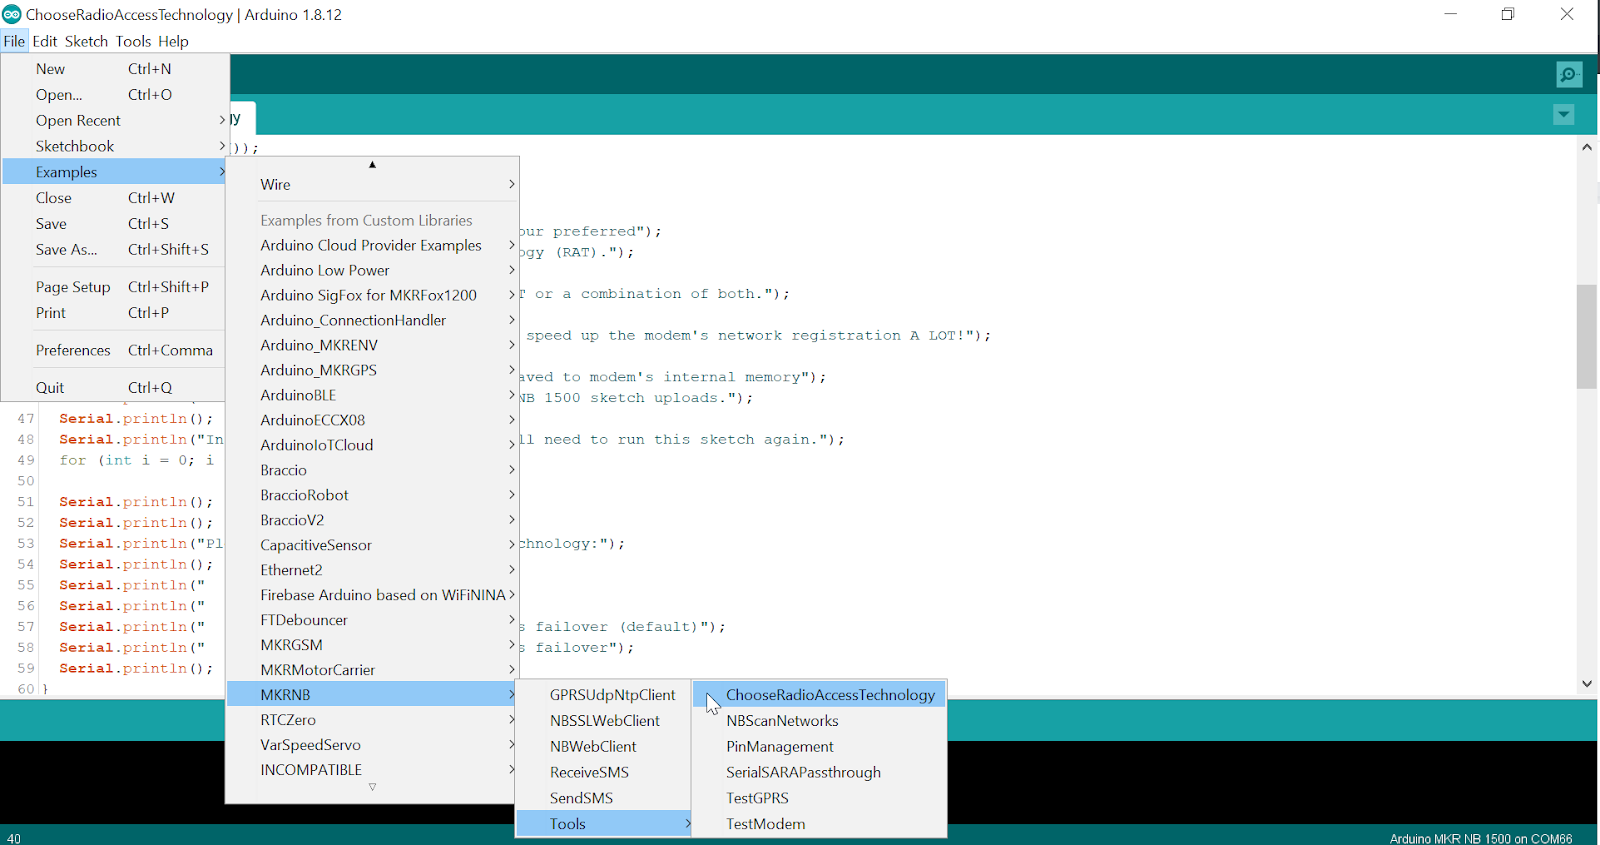 ChooseRadioAccessTechnology | Arduino 1.8.12
File Edit Sketch Tools Help
New Ctrl+N
Open... Ctrl+O
Open Recent
Sketchbook
Examples
Close Ctrl+W
Save Ctrl+S
Save As... Ctrl+Shift+S
Page Setup Ctrl+Shift+P
Print Ctrl+P
Preferences Ctrl+Comma
Quit Ctrl+Q
Wire
Examples from Custom Libraries
Arduino Cloud Provider Examples
Arduino Low Power
Arduino SigFox for MKRFox1200
Arduino_ConnectionHandler
Arduino_MKRENV
Arduino_MKRGPS
ArduinoBLE
ArduinoECCX08
ArduinoIoTCloud
Braccio
BraccioRobot
BraccioV2
CapacitiveSensor
Ethernet2
Firebase Arduino based on WiFiNINA
FTDebouncer
MKRGSM
MKRMotorCarrier
MKRNB
RTCZero
VarSpeedServo
INCOMPATIBLE
GPRSUdpNtpClient
NBSSLWebClient
NBWebClient
ReceiveSMS
SendSMS
Tools
ChooseRadioAccessTechnology
NBScanNetworks
PinManagement
SerialSARAPassthrough
TestGPRS
TestModem
));
our preferred");
ogy (RAT).");
T or a combination of both.");
speed up the modem's network registration A LOT!");
aved to modem's internal memory");
NB 1500 sketch uploads.");
47 Serial.println();
48 Serial.println("In ll need to run this sketch again.");
49 for (int i = 0; i
50
51 Serial.println();
52 Serial.println();
53 Serial.println("Pl chnology:");
54 Serial.println();
55 Serial.println("
56 Serial.println("
57 Serial.println(" s failover (default)");
58 Serial.println(" s failover");
59 Serial.println();
60 }
40 Arduino MKR NB 1500 on COM66